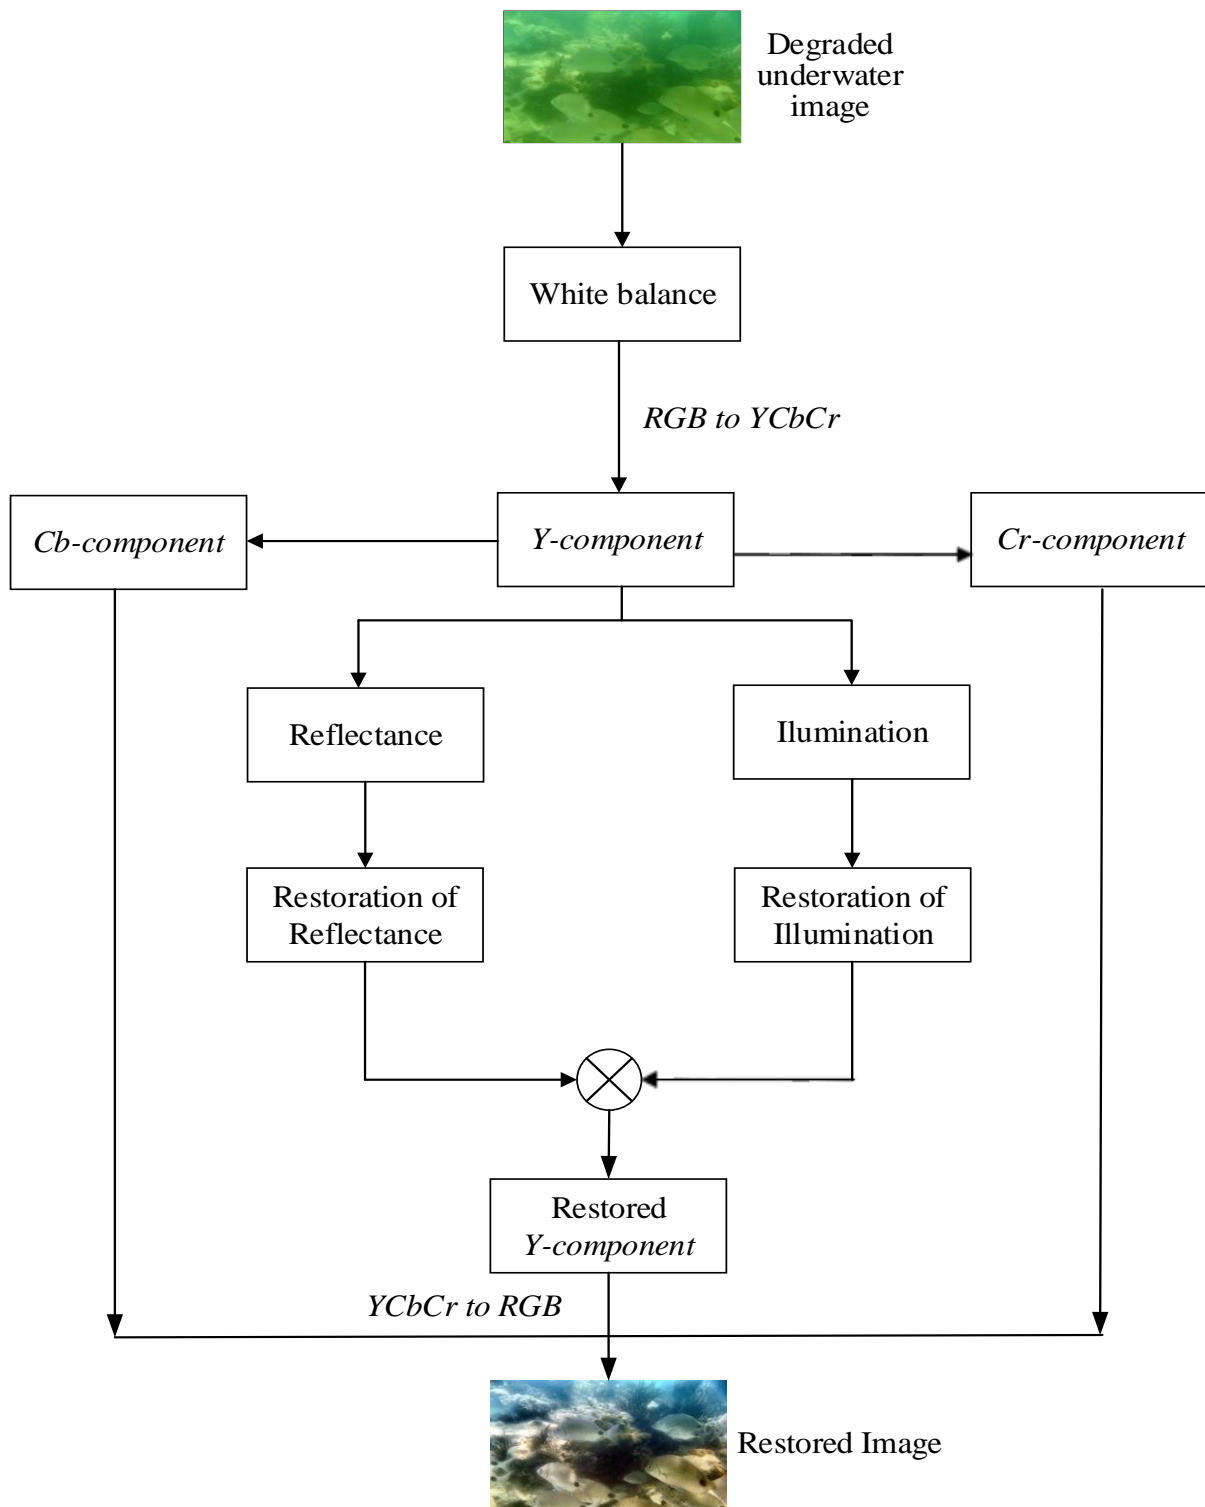 Degraded
underwater
image
White balance
RGB to YCbCr
Cb-component
Y-component
Cr-component
Reflectance
Ilumination
Restoration of
Reflectance
Restoration of
Illumination
Restored
Y-component
YCbCr to RGB
Restored Image